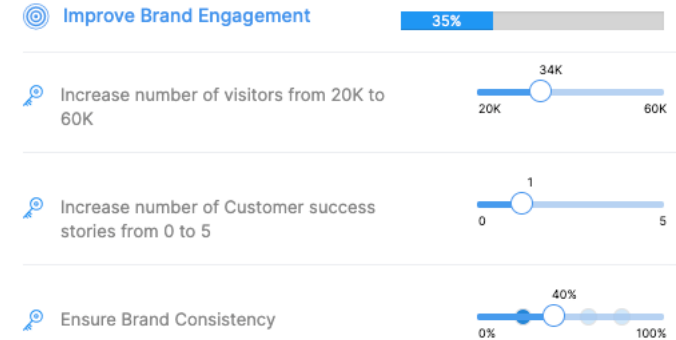 Improve Brand Engagement
35%
Increase number of visitors from 20K to
60K
34K
20K
60K
Increase number of Customer success
stories from 0 to 5
1
0
5
Ensure Brand Consistency
40%
0%
100%